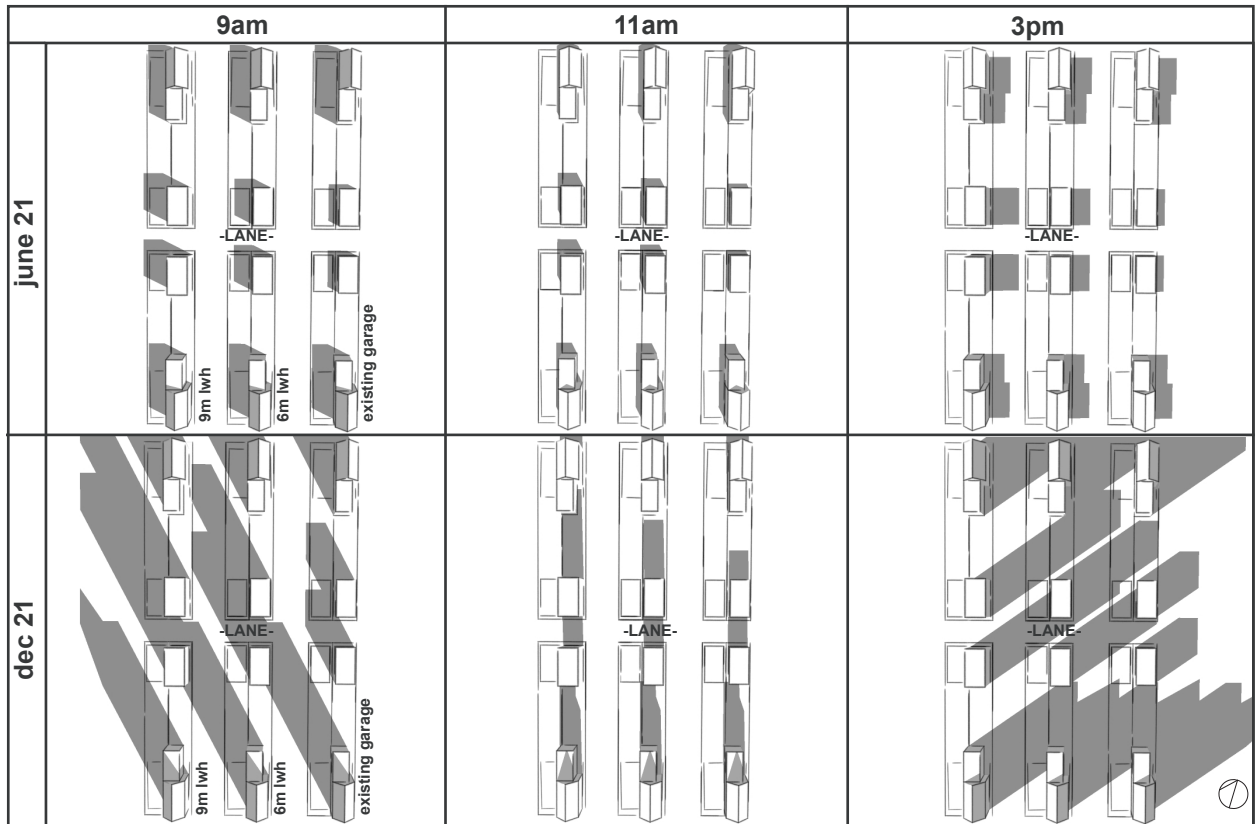 9am 11am 3pm
june 21
-LANE- -LANE- -LANE-
9m lwh 6m lwh existing garage
dec 21
-LANE- -LANE- -LANE-
9m lwh 6m lwh existing garage